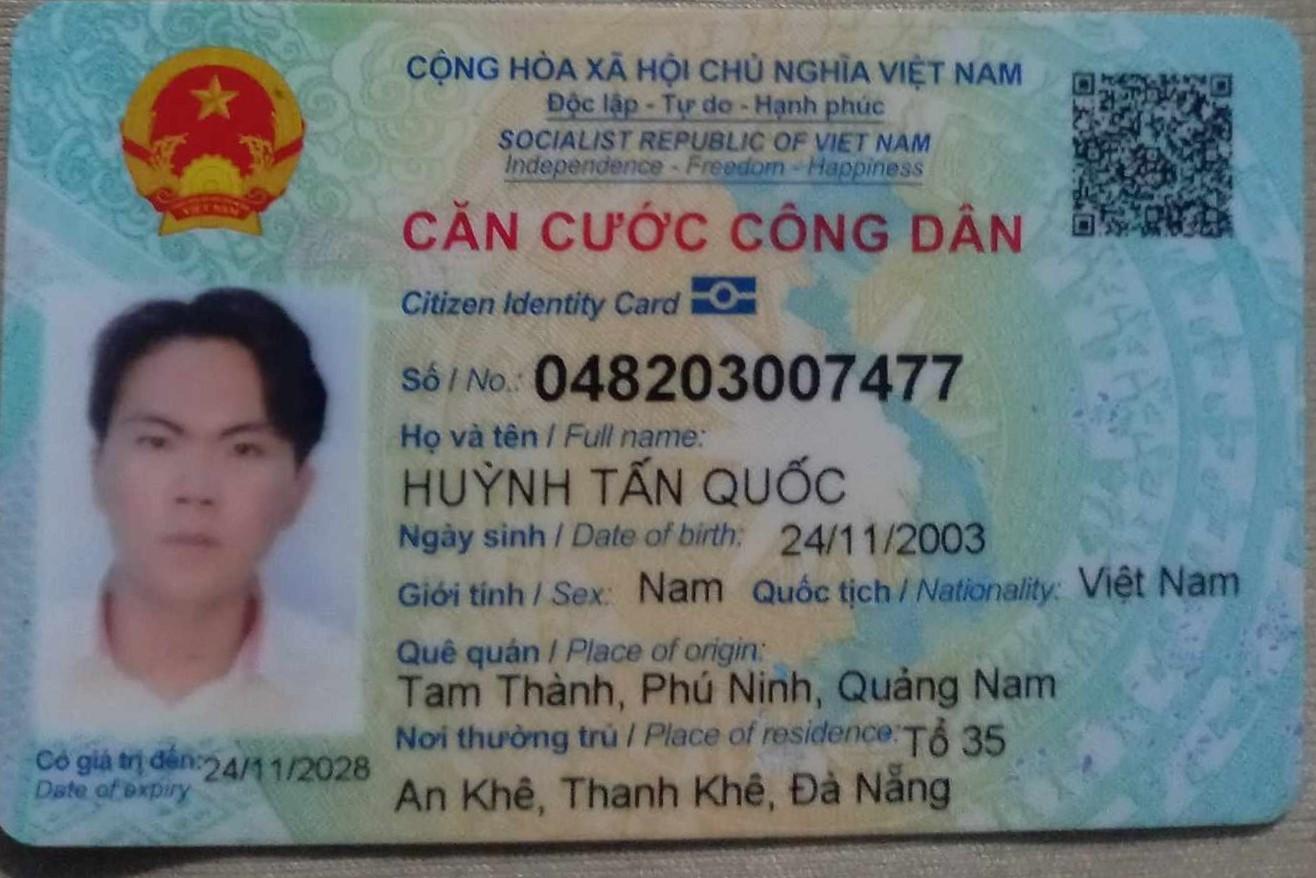 CỘNG HÒA XÃ HỘI CHỦ NGHĨA VIỆT NAM
Độc lập - Tự do - Hạnh phúc
SOCIALIST REPUBLIC OF VIET NAM
Independence - Freedom - Happiness
CĂN CƯỚC CÔNG DÂN
Citizen Identity Card
Số / No.: 048203007477
Họ và tên / Full name:
HUỲNH TẤN QUỐC
Ngày sinh / Date of birth: 24/11/2003
Giới tính / Sex: Nam Quốc tịch / Nationality: Việt Nam
Quê quán / Place of origin:
Tam Thành, Phú Ninh, Quảng Nam
Nơi thường trú / Place of residence: Tổ 35
An Khê, Thanh Khê, Đà Nẵng
Có giá trị đến: 24/11/2028
Date of expiry
VIỆT NAM